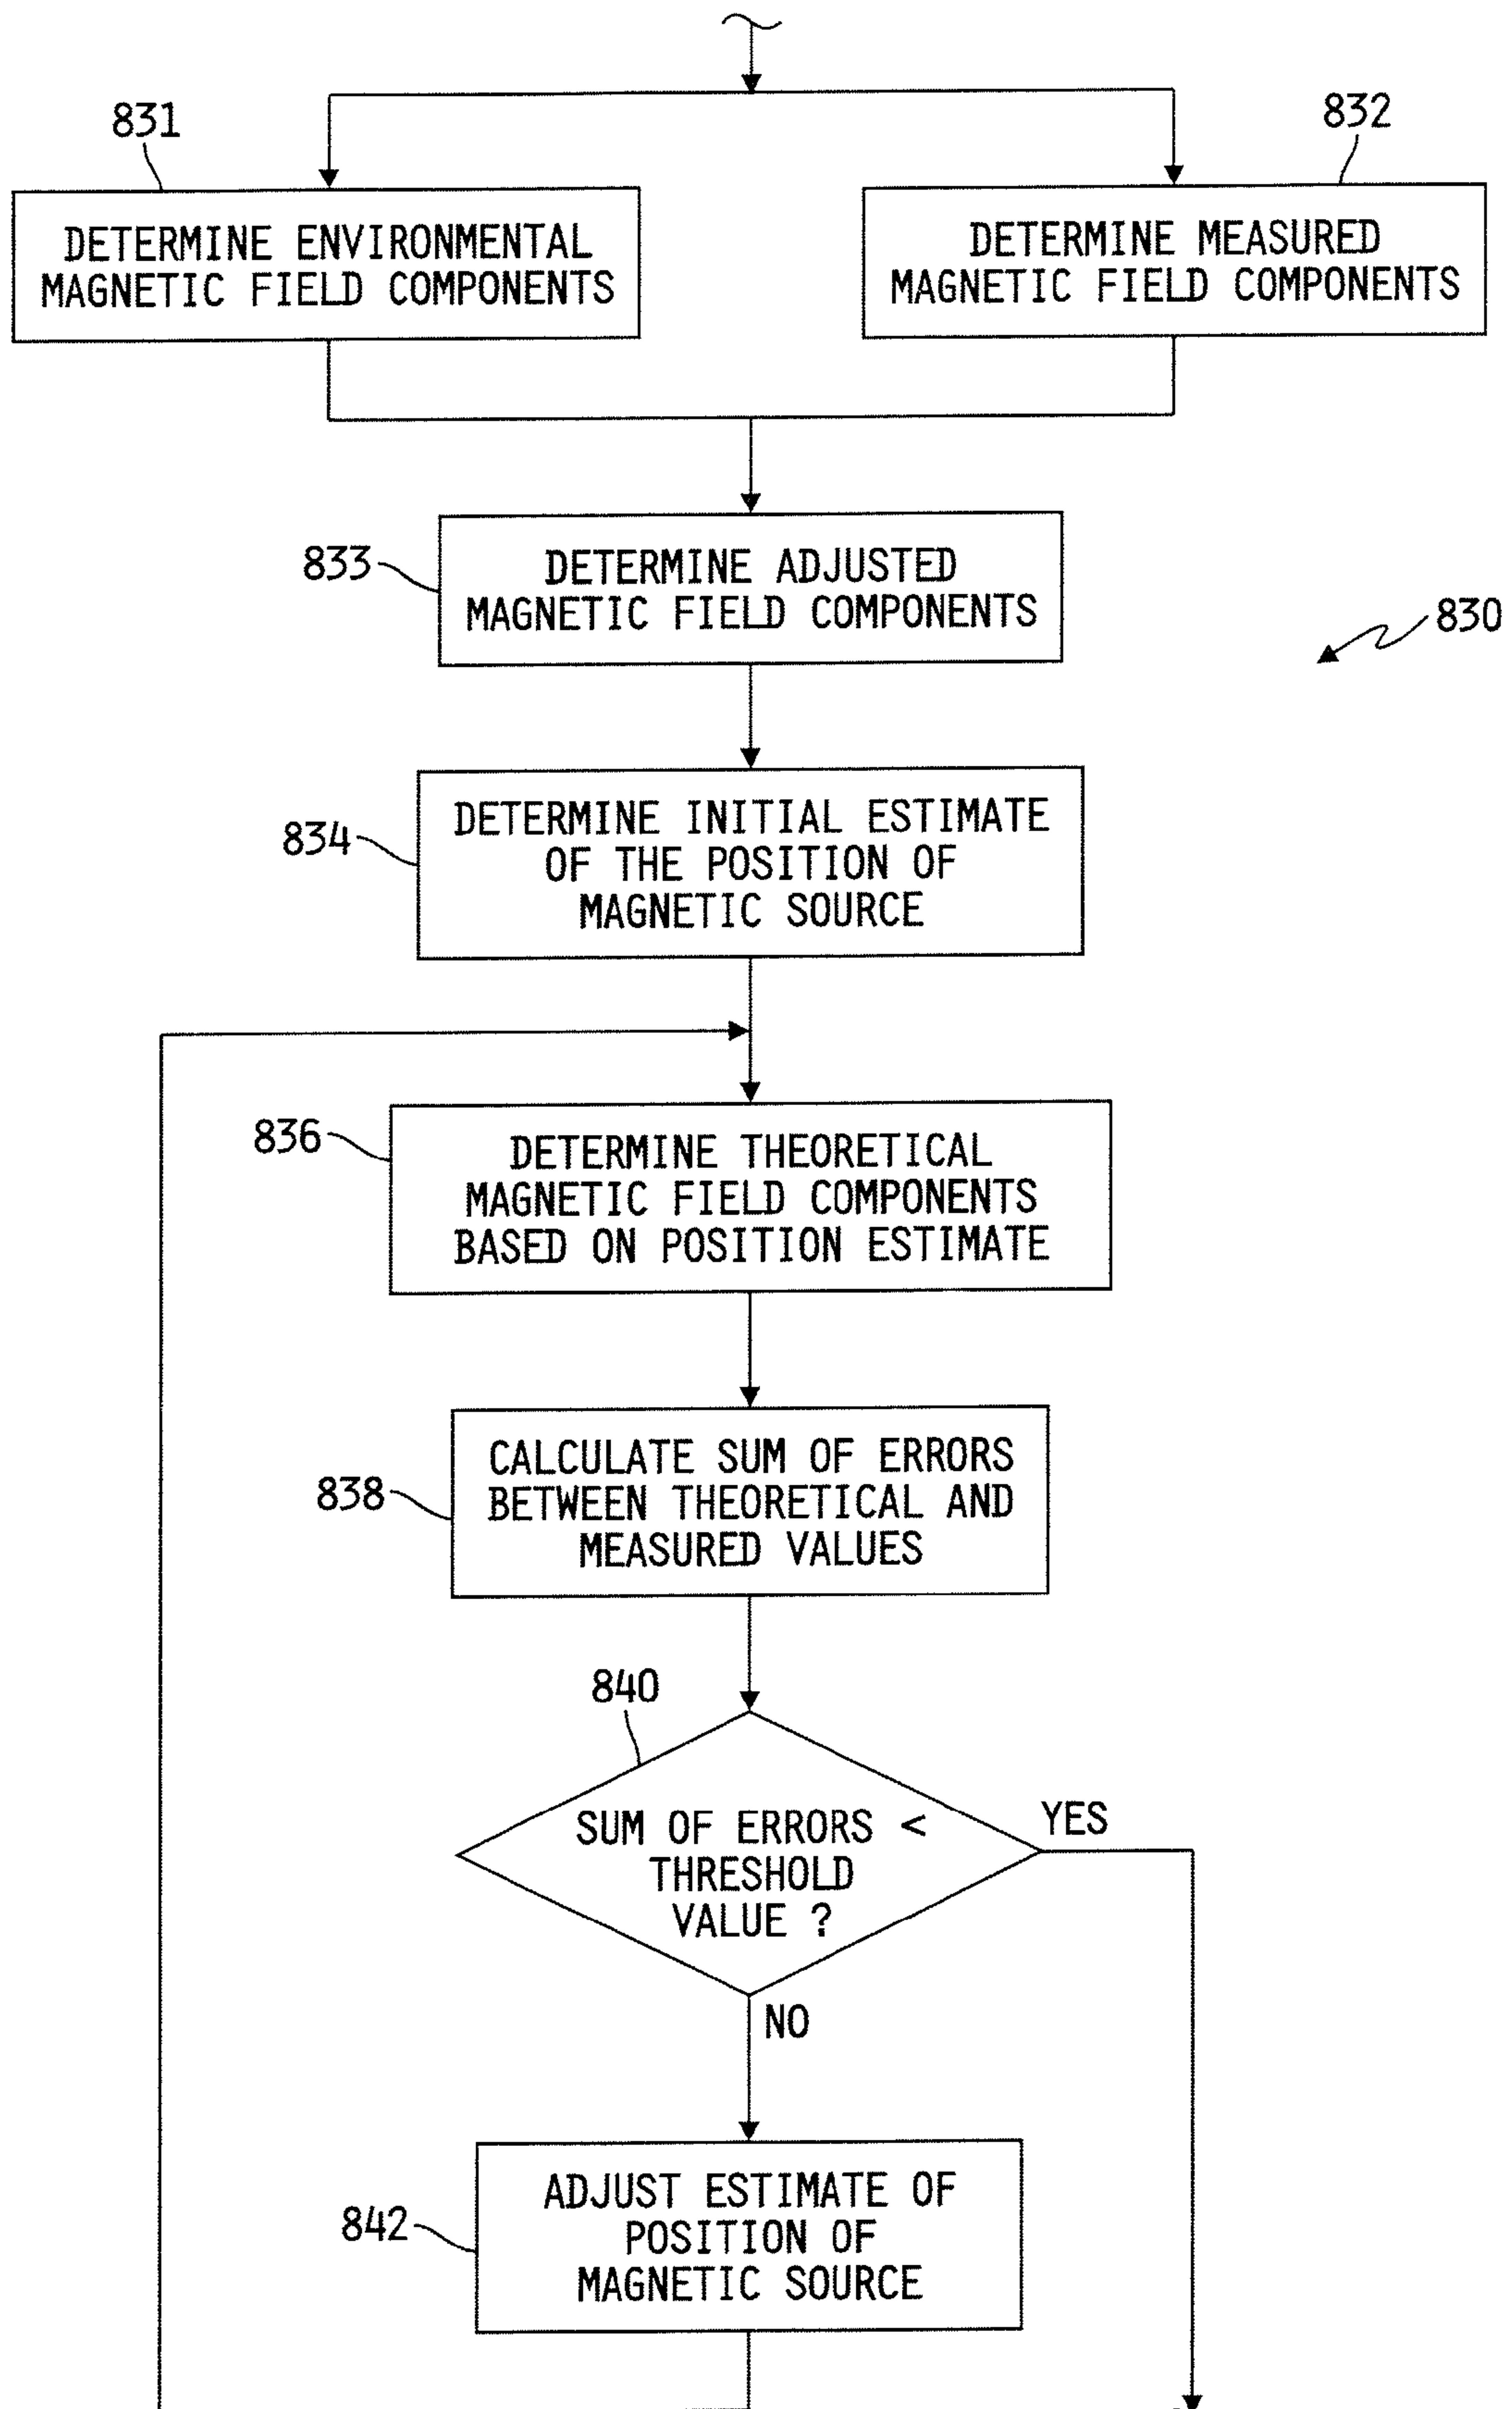 831
832
DETERMINE ENVIRONMENTAL
MAGNETIC FIELD COMPONENTS
DETERMINE MEASURED
MAGNETIC FIELD COMPONENTS
833
DETERMINE ADJUSTED
MAGNETIC FIELD COMPONENTS
830
834
DETERMINE INITIAL ESTIMATE
OF THE POSITION OF
MAGNETIC SOURCE
836
DETERMINE THEORETICAL
MAGNETIC FIELD COMPONENTS
BASED ON POSITION ESTIMATE
838
CALCULATE SUM OF ERRORS
BETWEEN THEORETICAL AND
MEASURED VALUES
840
SUM OF ERRORS <
THRESHOLD
VALUE ?
YES
NO
842
ADJUST ESTIMATE OF
POSITION OF
MAGNETIC SOURCE